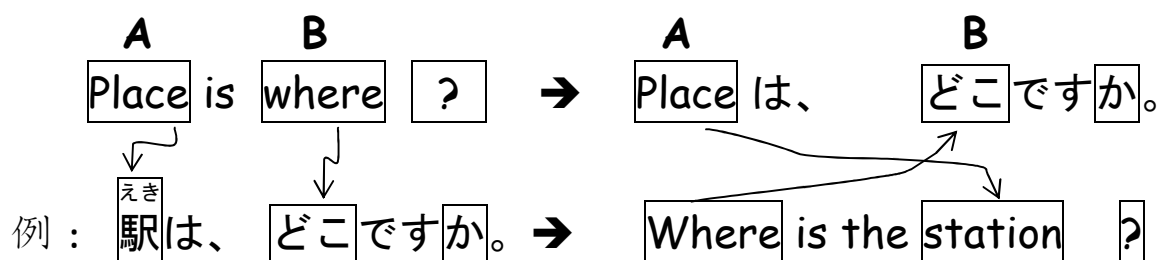 A B A B
Place is where ? ➔ Place は、 どこですか。
えき
例： 駅は、 どこですか。 ➔ Where is the station ?